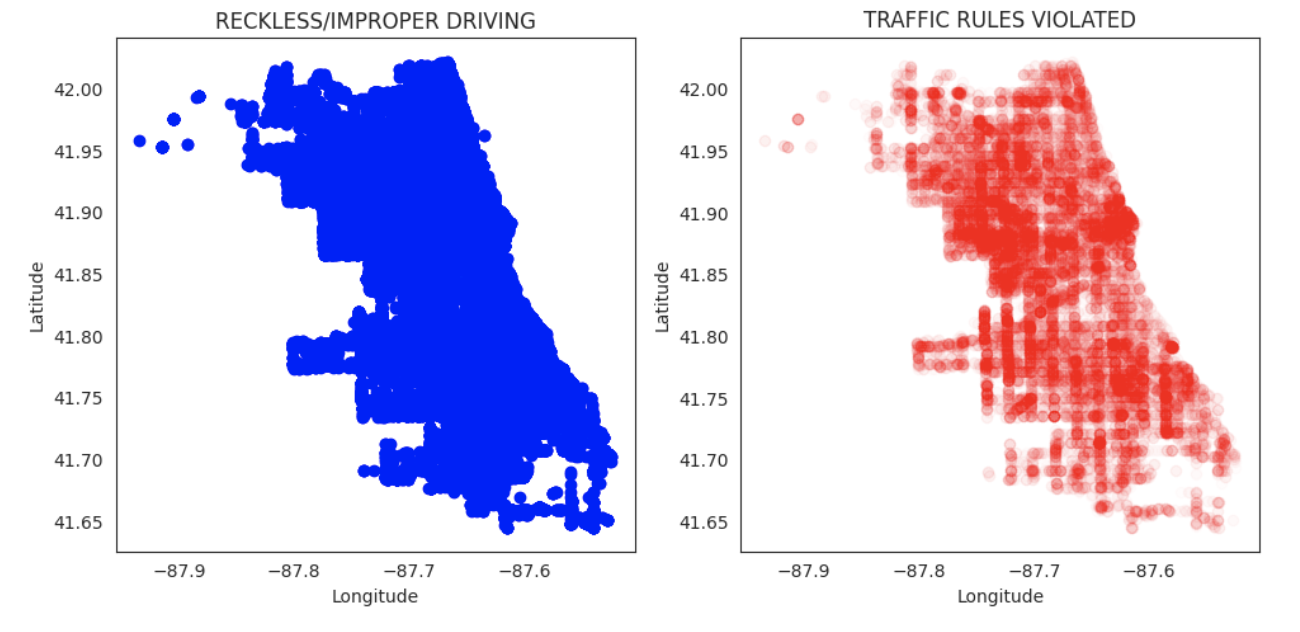 RECKLESS/IMPROPER DRIVING
42.00
41.95
41.90
41.85
41.80
41.75
41.70
41.65
Latitude
−87.9 −87.8 −87.7 −87.6
Longitude
TRAFFIC RULES VIOLATED
42.00
41.95
41.90
41.85
41.80
41.75
41.70
41.65
Latitude
−87.9 −87.8 −87.7 −87.6
Longitude